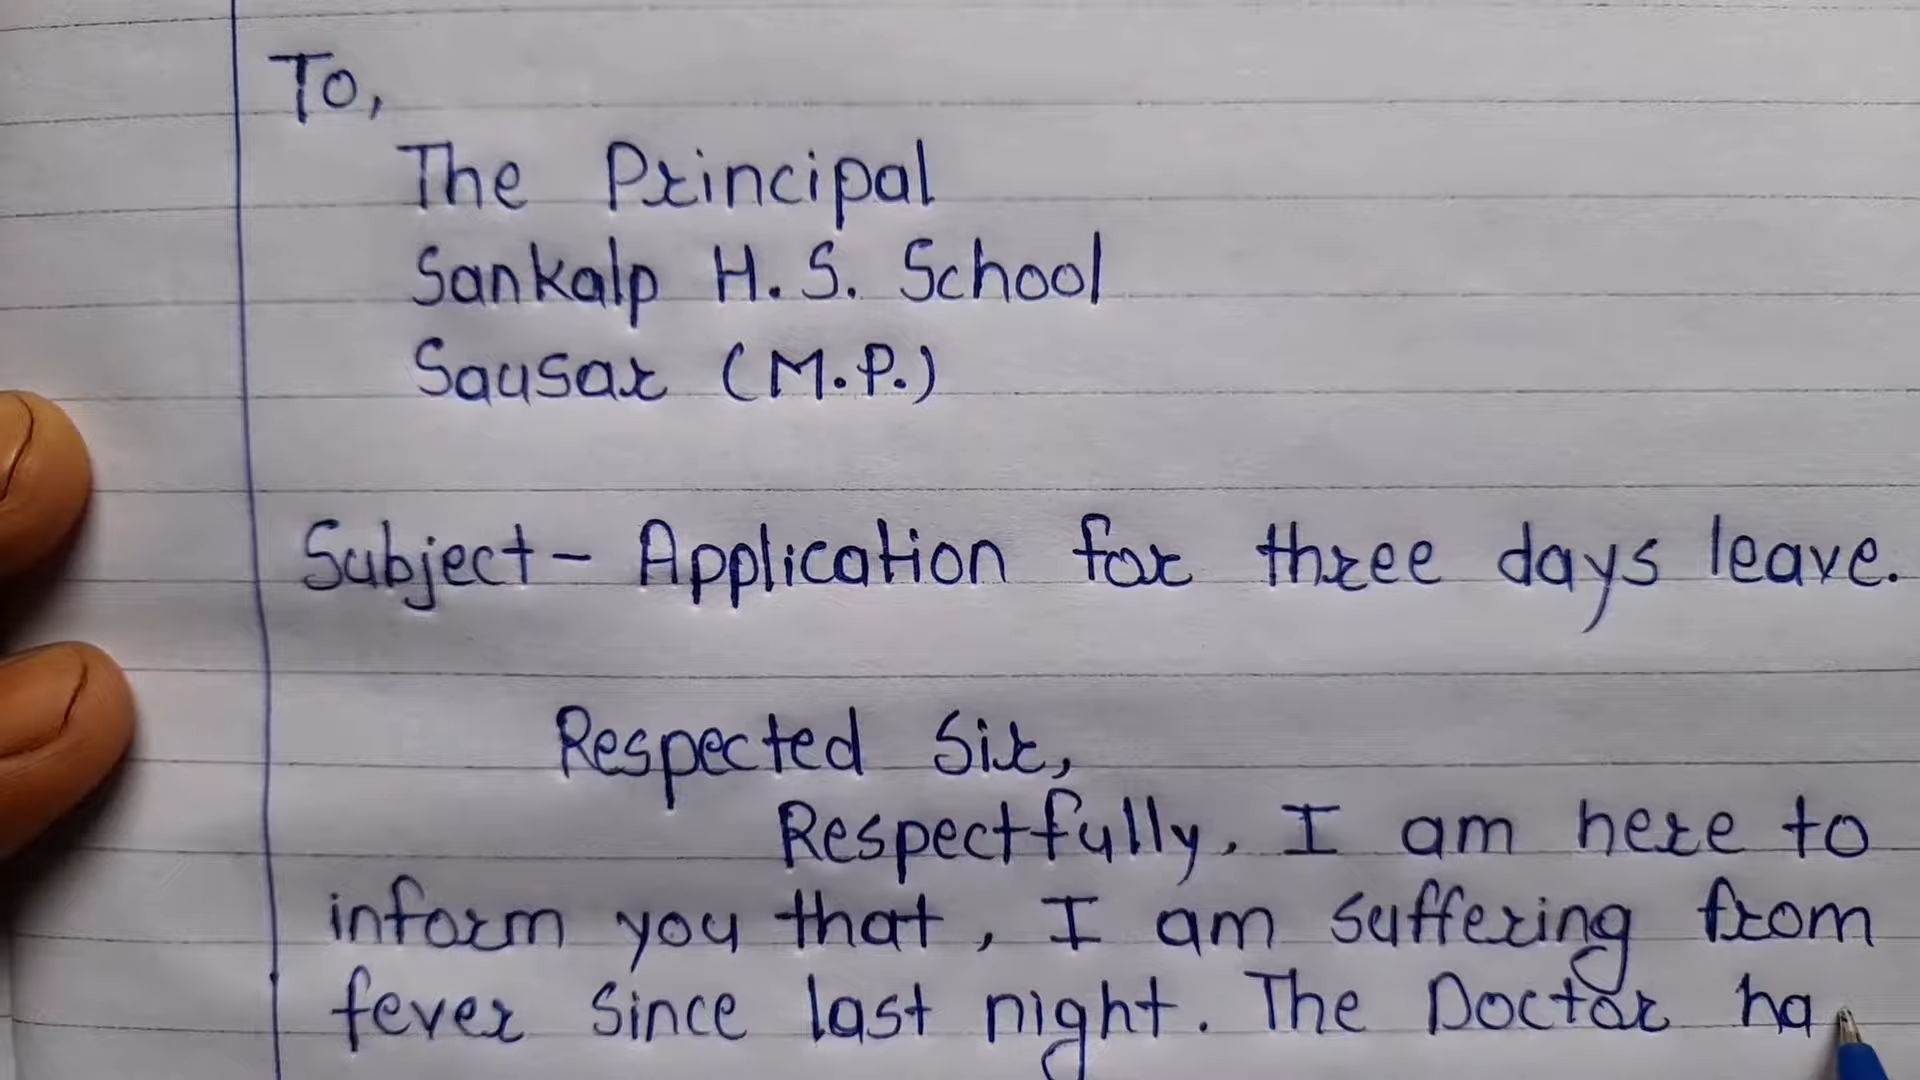 To,
The Principal
Sankalp H.S. School
Sausar (M.P.)
Subject- Application for three days leave.
Respected Sir,
Respectfully, I am here to
inform you that, I am suffering from
fever since last night. The Doctor ha